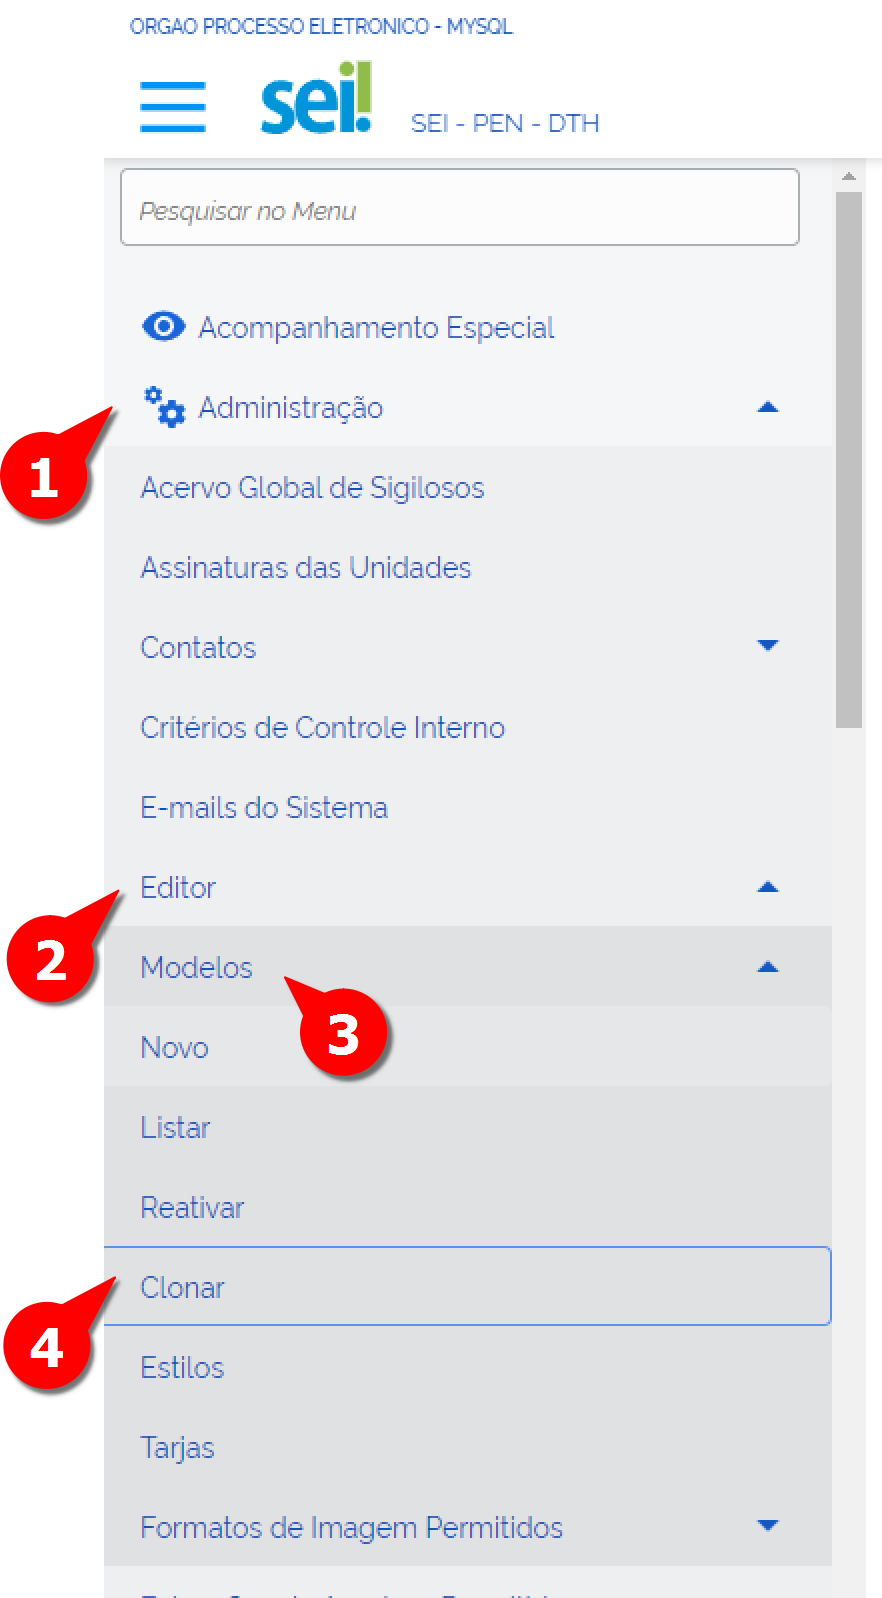 ORGAO PROCESSO ELETRONICO - MYSQL
sei!
SEI - PEN - DTH
Pesquisar no Menu
Acompanhamento Especial
Administração
1
Acervo Global de Sigilosos
Assinaturas das Unidades
Contatos
Critérios de Controle Interno
E-mails do Sistema
Editor
2
Modelos
3
Novo
Listar
Reativar
Clonar
4
Estilos
Tarjas
Formatos de Imagem Permitidos